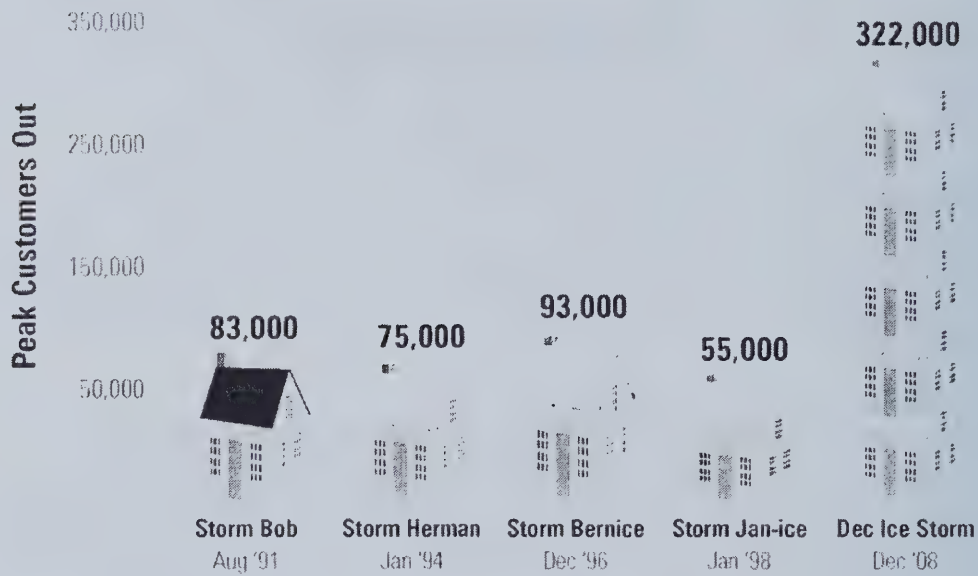 350,000
250,000
150,000
50,000
Peak Customers Out
83,000
75,000
93,000
55,000
322,000
Storm Bob
Aug '91
Storm Herman
Jan '94
Storm Bernice
Dec '96
Storm Jan-ice
Jan '98
Dec Ice Storm
Dec '08